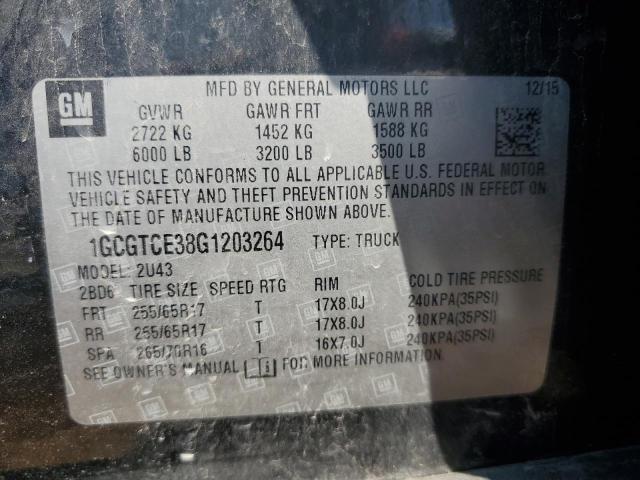 GM
MFD BY GENERAL MOTORS LLC 12/15
GVWR GAWR FRT GAWR RR
2722 KG 1452 KG 1588 KG
6000 LB 3200 LB 3500 LB
THIS VEHICLE CONFORMS TO ALL APPLICABLE U.S. FEDERAL MOTOR
VEHICLE SAFETY AND THEFT PREVENTION STANDARDS IN EFFECT ON
THE DATE OF MANUFACTURE SHOWN ABOVE.
1GCGTCE38G1203264 TYPE: TRUCK
MODEL: 2U43
2BD6 TIRE SIZE SPEED RTG RIM COLD TIRE PRESSURE
FRT 255/65R17 T 17X8.0J 240KPA(35PSI)
RR 255/65R17 T 17X8.0J 240KPA(35PSI)
SPA 265/70R16 T 16X7.0J 240KPA(35PSI)
SEE OWNER'S MANUAL i FOR MORE INFORMATION.